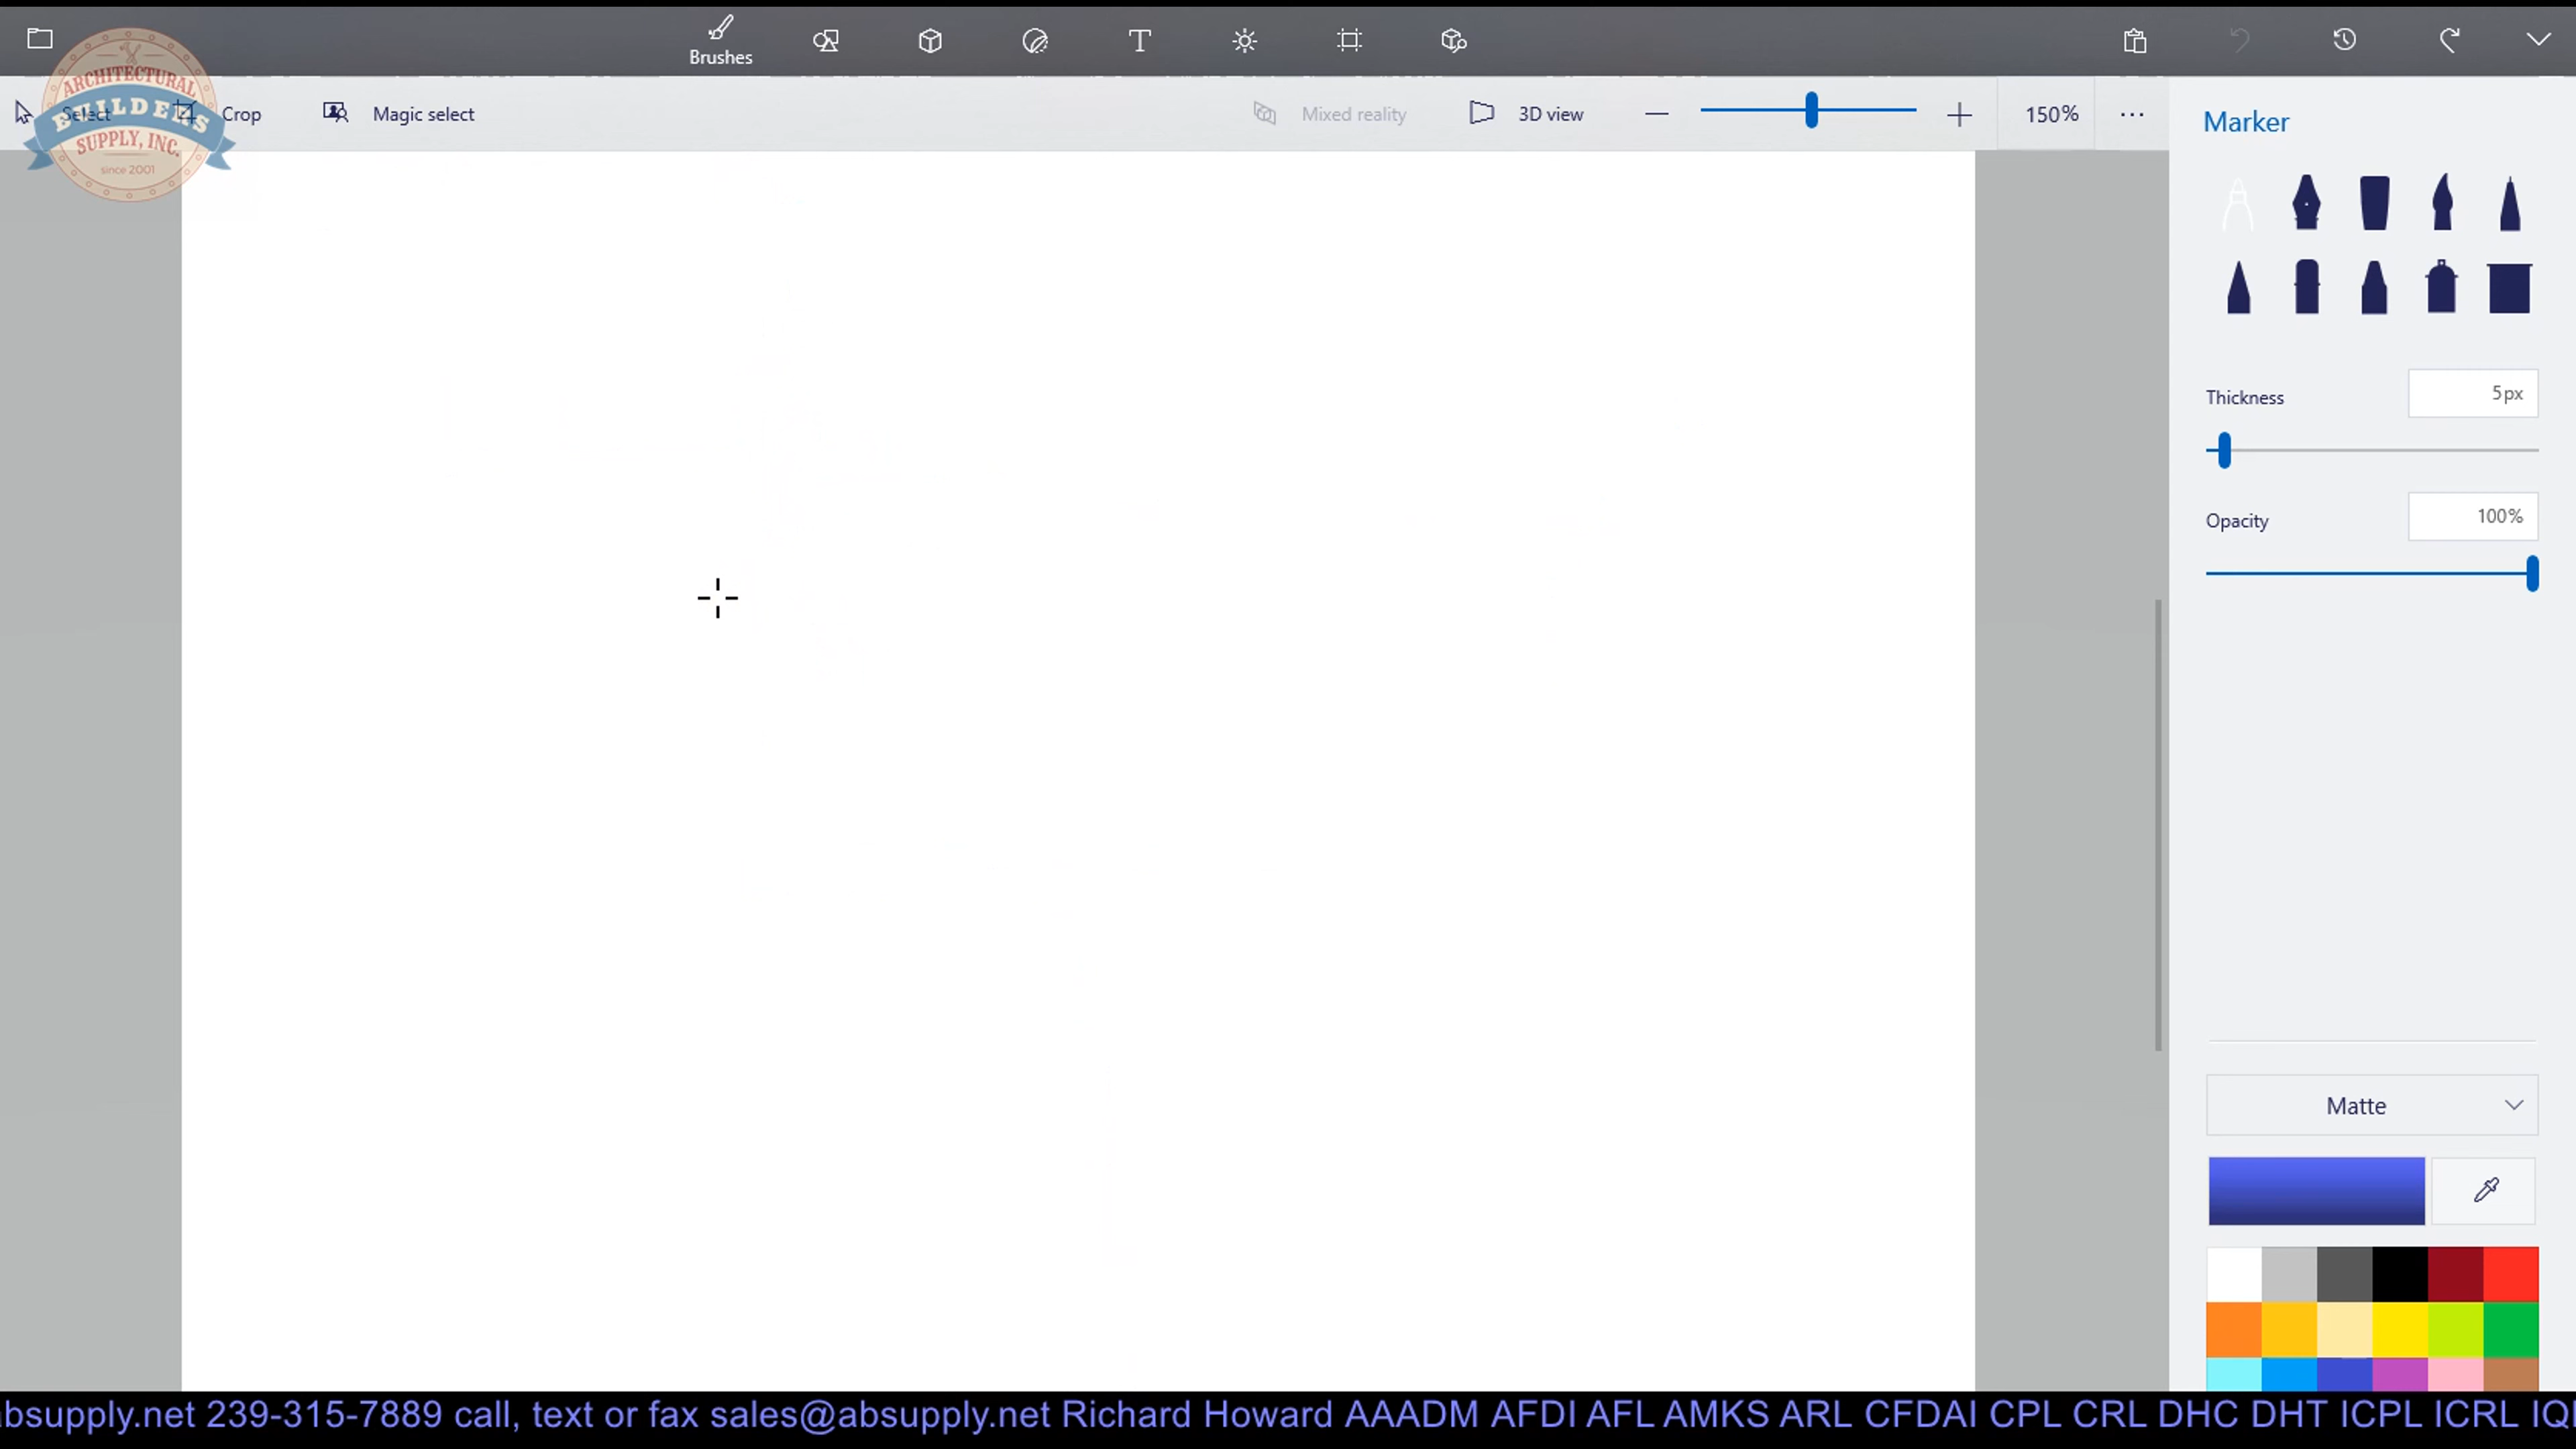 Brushes
ARCHITECTURAL
BUILDERS
SUPPLY, INC.
since 2001
Select
Crop
Magic select
Mixed reality
3D view
150%
Marker
Thickness
5px
Opacity
100%
Matte
absupply.net 239-315-7889 call, text or fax sales@absupply.net Richard Howard AAADM AFDI AFL AMKS ARL CFDAI CPL CRL DHC DHT ICPL ICRL